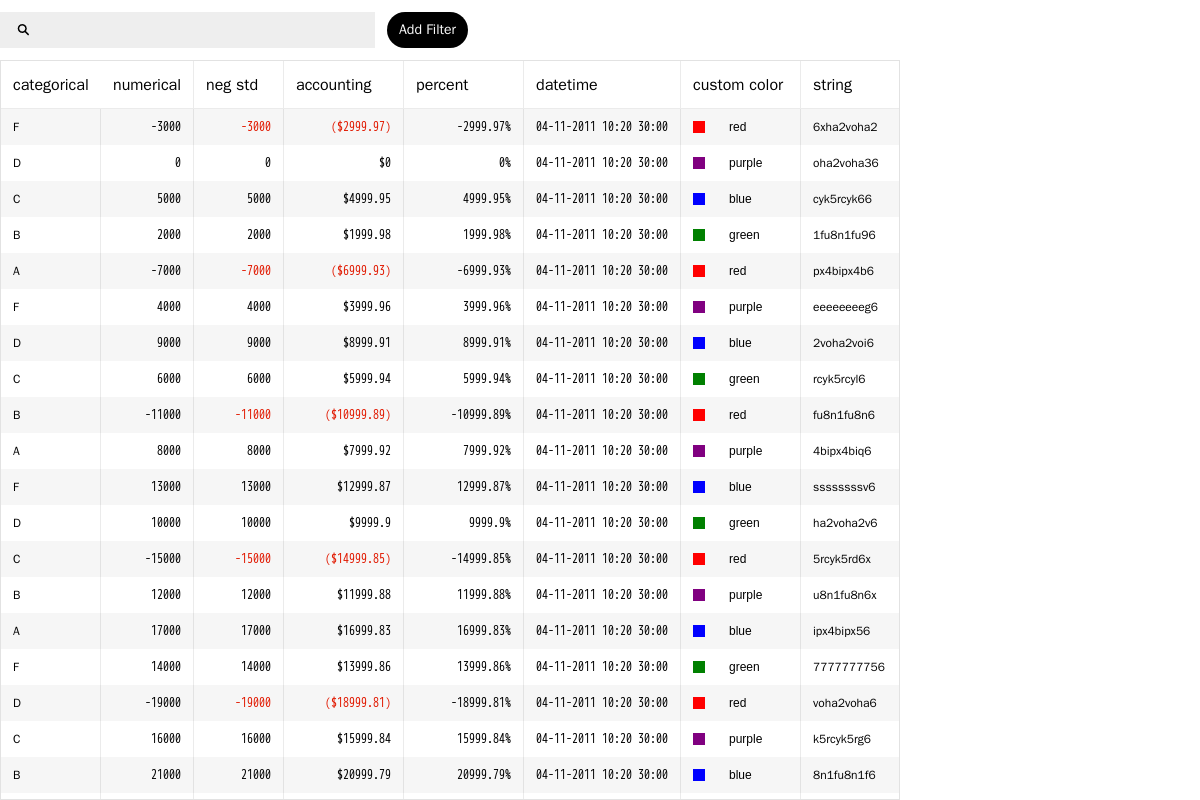 Add Filter
categorical numerical neg std accounting percent datetime custom color string
F -3000 -3000 ($2999.97) -2999.97% 04-11-2011 10:20 30:00 red 6xha2voha2
D 0 0 $0 0% 04-11-2011 10:20 30:00 purple oha2voha36
C 5000 5000 $4999.95 4999.95% 04-11-2011 10:20 30:00 blue cyk5rcyk66
B 2000 2000 $1999.98 1999.98% 04-11-2011 10:20 30:00 green 1fu8n1fu96
A -7000 -7000 ($6999.93) -6999.93% 04-11-2011 10:20 30:00 red px4bipx4b6
F 4000 4000 $3999.96 3999.96% 04-11-2011 10:20 30:00 purple eeeeeeeeg6
D 9000 9000 $8999.91 8999.91% 04-11-2011 10:20 30:00 blue 2voha2voi6
C 6000 6000 $5999.94 5999.94% 04-11-2011 10:20 30:00 green rcyk5rcyl6
B -11000 -11000 ($10999.89) -10999.89% 04-11-2011 10:20 30:00 red fu8n1fu8n6
A 8000 8000 $7999.92 7999.92% 04-11-2011 10:20 30:00 purple 4bipx4biq6
F 13000 13000 $12999.87 12999.87% 04-11-2011 10:20 30:00 blue ssssssssv6
D 10000 10000 $9999.9 9999.9% 04-11-2011 10:20 30:00 green ha2voha2v6
C -15000 -15000 ($14999.85) -14999.85% 04-11-2011 10:20 30:00 red 5rcyk5rd6x
B 12000 12000 $11999.88 11999.88% 04-11-2011 10:20 30:00 purple u8n1fu8n6x
A 17000 17000 $16999.83 16999.83% 04-11-2011 10:20 30:00 blue ipx4bipx56
F 14000 14000 $13999.86 13999.86% 04-11-2011 10:20 30:00 green 7777777756
D -19000 -19000 ($18999.81) -18999.81% 04-11-2011 10:20 30:00 red voha2voha6
C 16000 16000 $15999.84 15999.84% 04-11-2011 10:20 30:00 purple k5rcyk5rg6
B 21000 21000 $20999.79 20999.79% 04-11-2011 10:20 30:00 blue 8n1fu8n1f6